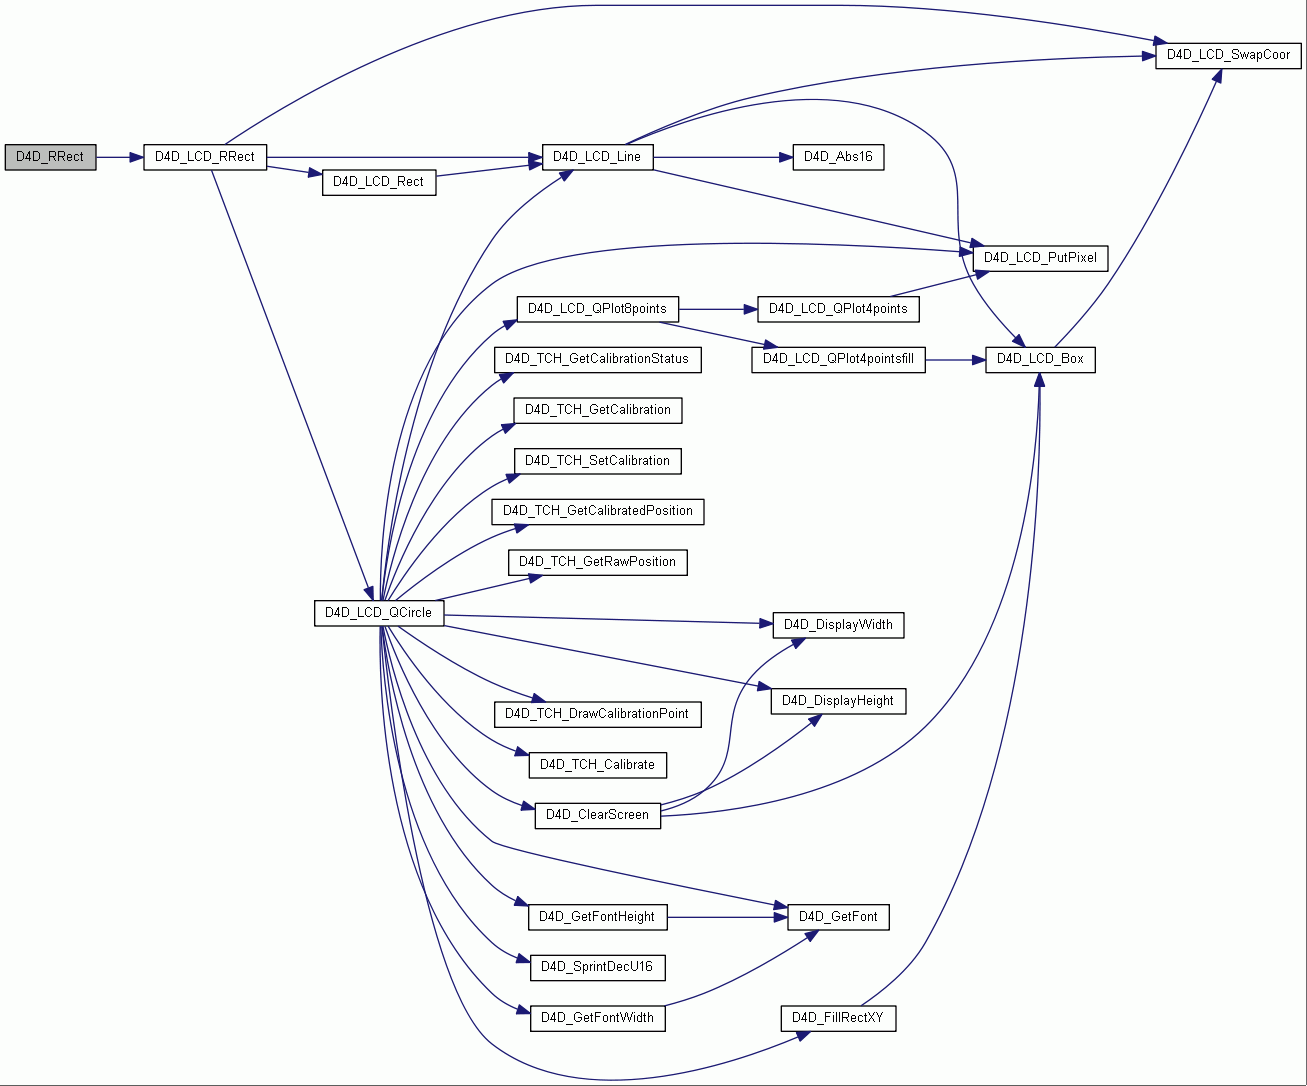 D4D_LCD_SwapCoor
D4D_RRect
D4D_LCD_RRect
D4D_LCD_Line
D4D_Abs16
D4D_LCD_Rect
D4D_LCD_PutPixel
D4D_LCD_QPlot8points
D4D_LCD_QPlot4points
D4D_TCH_GetCalibrationStatus
D4D_LCD_QPlot4pointsfill
D4D_LCD_Box
D4D_TCH_GetCalibration
D4D_TCH_SetCalibration
D4D_TCH_GetCalibratedPosition
D4D_TCH_GetRawPosition
D4D_LCD_QCircle
D4D_DisplayWidth
D4D_DisplayHeight
D4D_TCH_DrawCalibrationPoint
D4D_TCH_Calibrate
D4D_ClearScreen
D4D_GetFontHeight
D4D_GetFont
D4D_SprintDecU16
D4D_GetFontWidth
D4D_FillRectXY